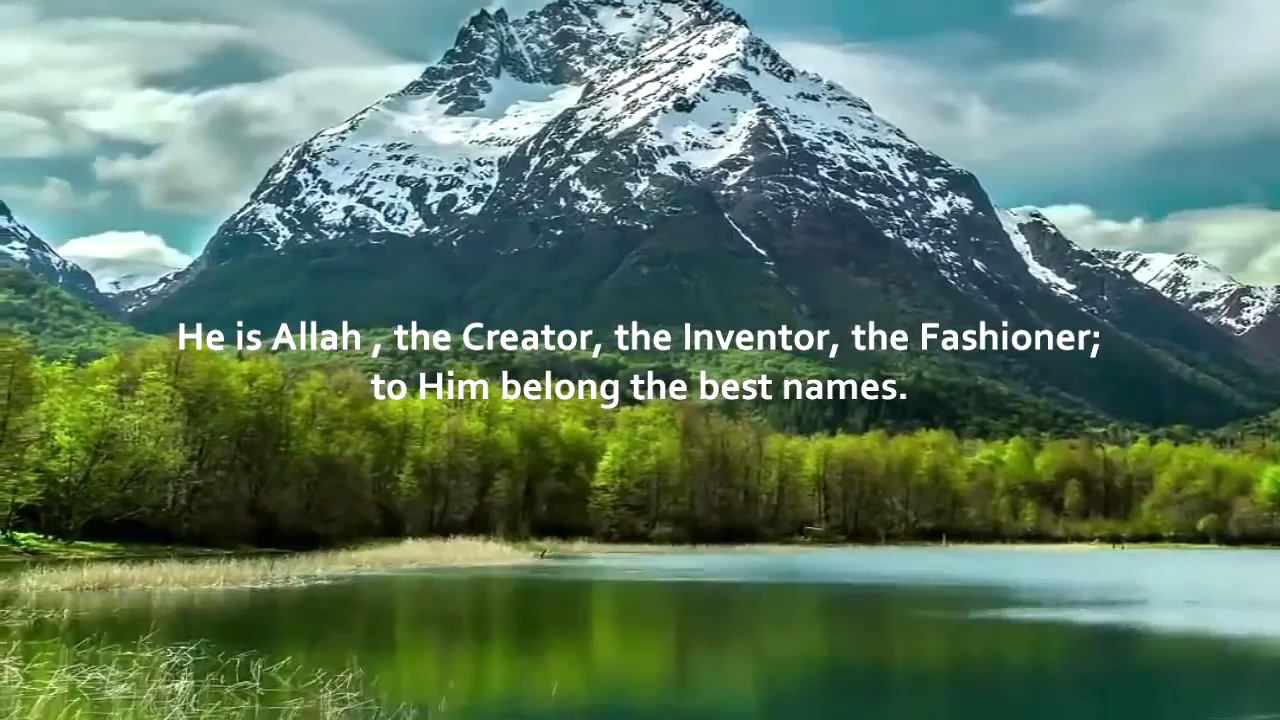 He is Allah , the Creator, the Inventor, the Fashioner;
to Him belong the best names.